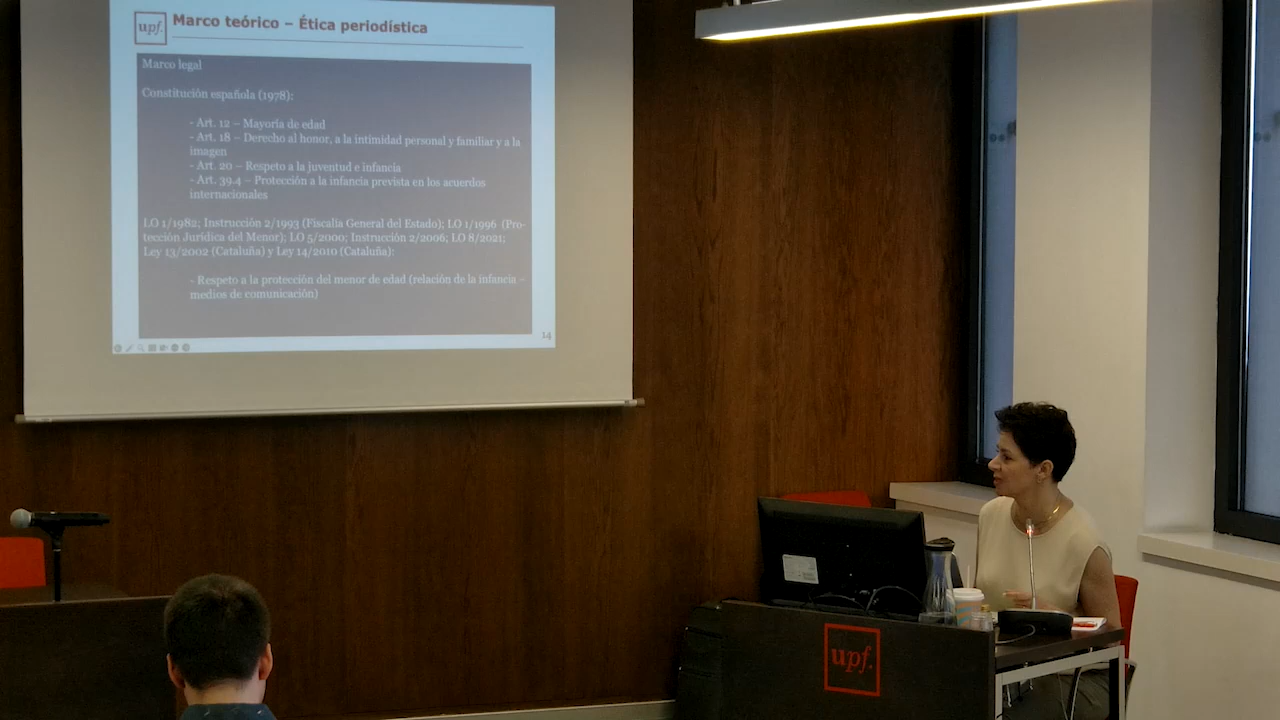 upf.
Marco teórico – Ética periodística
Marco legal
Constitución española (1978):
- Art. 12 – Mayoría de edad
- Art. 18 – Derecho al honor, a la intimidad personal y familiar y a la
imagen
- Art. 20 – Respeto a la juventud e infancia
- Art. 39.4 – Protección a la infancia prevista en los acuerdos
internacionales
LO 1/1982; Instrucción 2/1993 (Fiscalía General del Estado); LO 1/1996 (Pro-
tección Jurídica del Menor); LO 5/2000; Instrucción 2/2006; LO 8/2021;
Ley 13/2002 (Cataluña) y Ley 14/2010 (Cataluña):
- Respeto a la protección del menor de edad (relación de la infancia –
medios de comunicación)
14
upf.